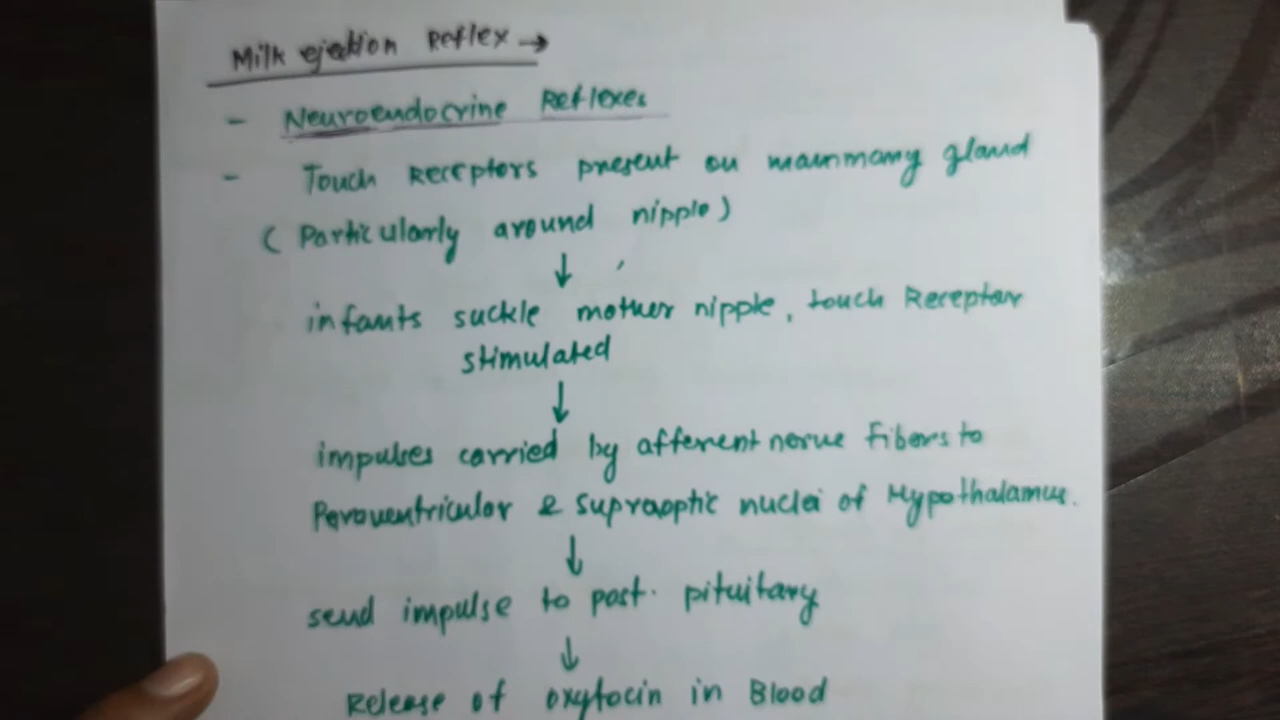 Milk ejection Reflex →
- Neuroendocrine Reflexes
- Touch Receptors present on mammary gland
( Particularly around nipple )
↓
infants suckle mother nipple, touch Receptor
stimulated
↓
impulses carried by afferent nerve fibers to
Paraventricular & supraoptic nuclei of Hypothalamus.
↓
send impulse to post. pituitary
↓
Release of oxytocin in Blood